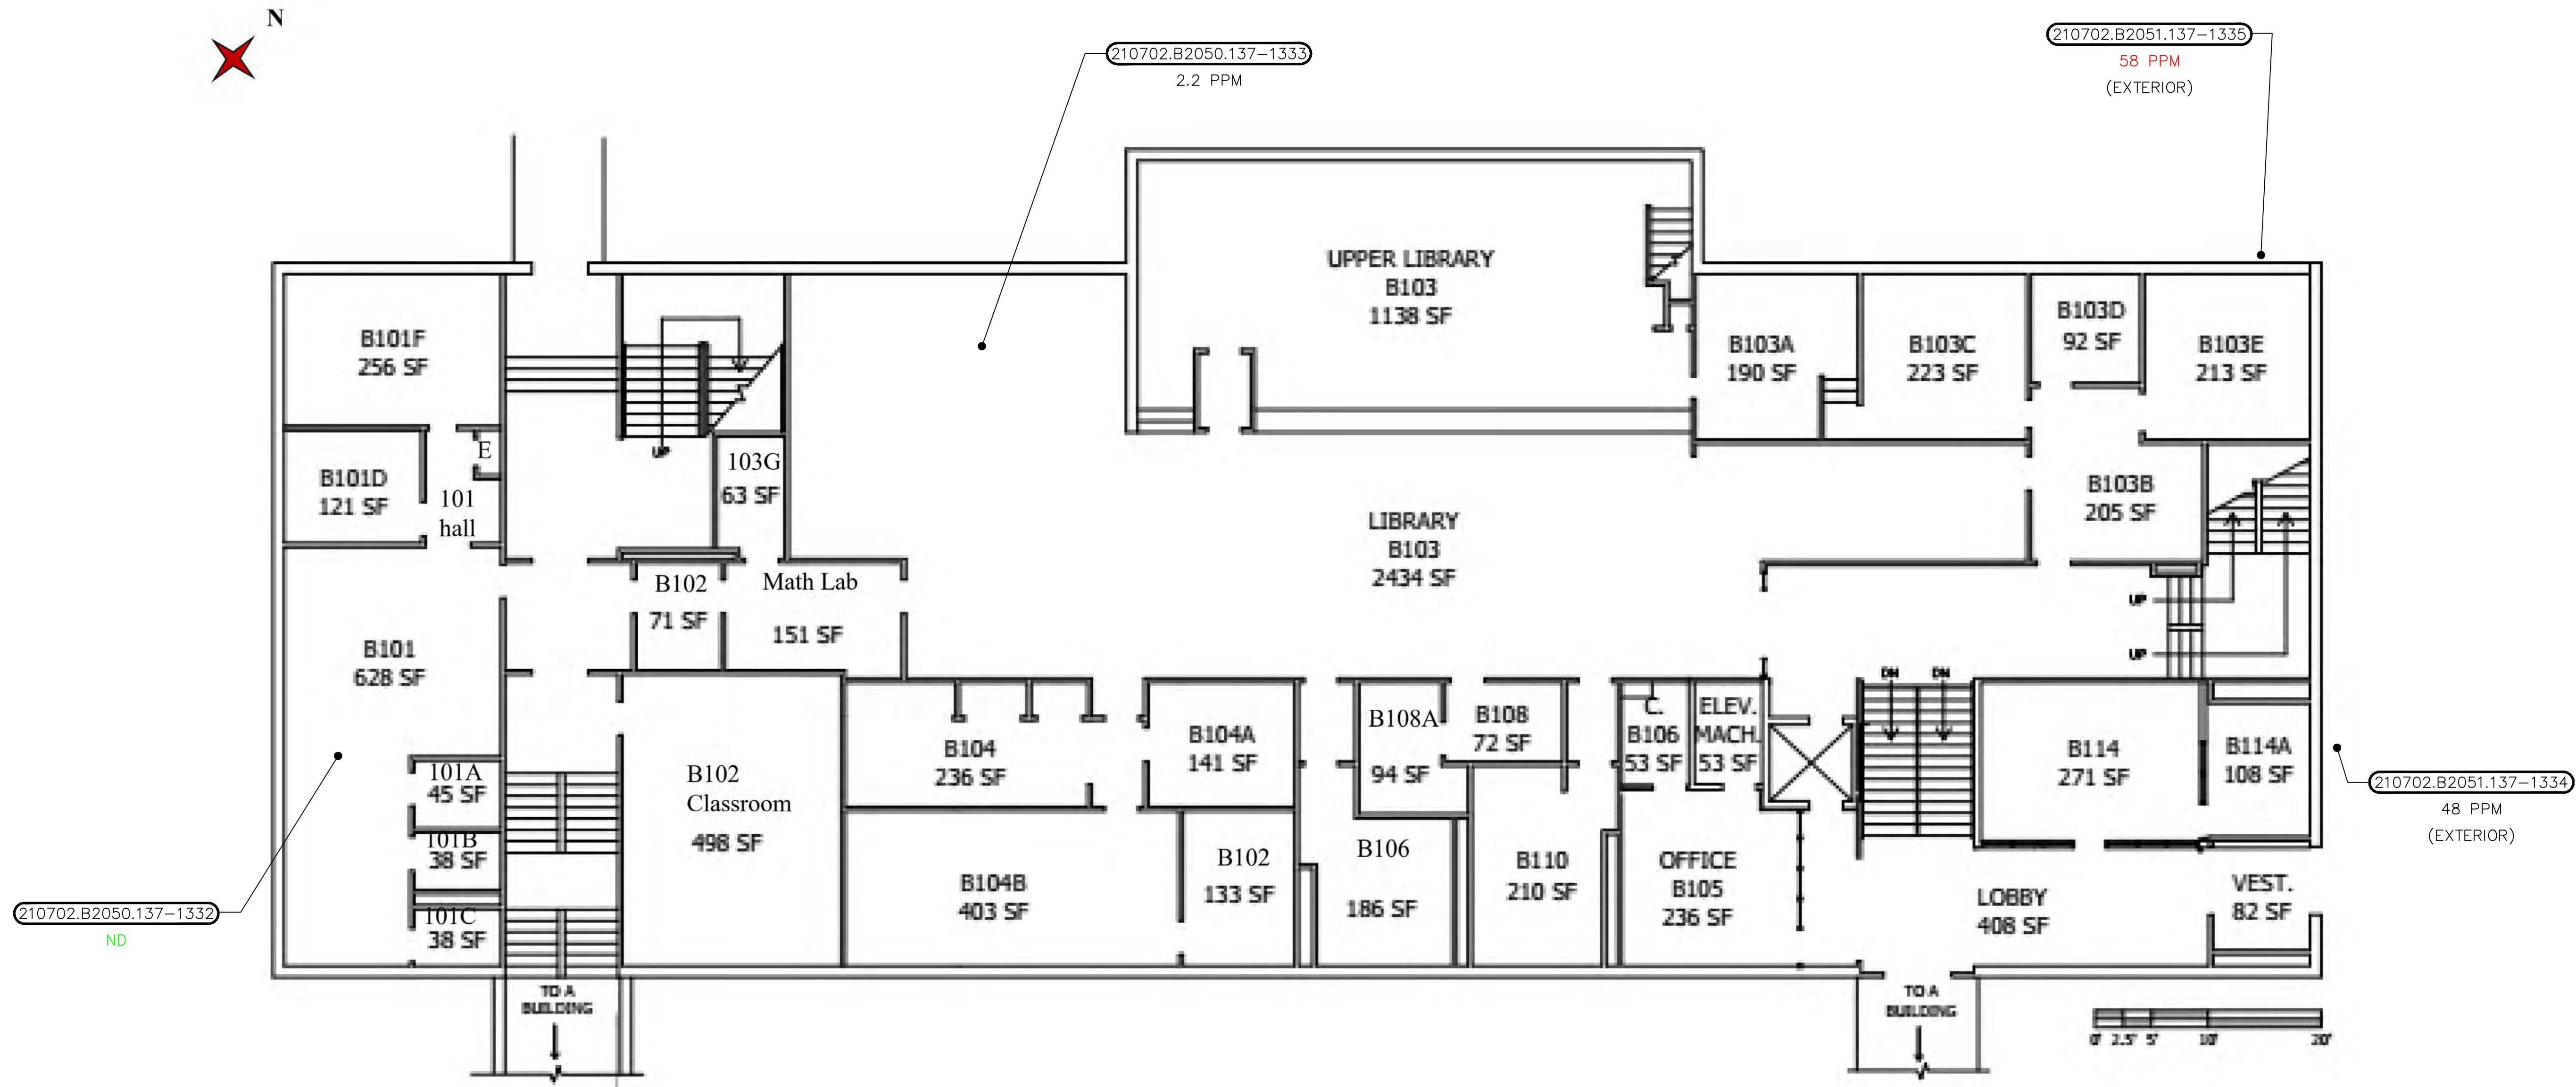 N
210702.B2050.137-1333
2.2 PPM
210702.B2051.137-1335
58 PPM
(EXTERIOR)
UPPER LIBRARY
B103
1138 SF
B101F
256 SF
B103A
190 SF
B103C
223 SF
B103D
92 SF
B103E
213 SF
UP
E
B101D
121 SF
101
hall
103G
63 SF
LIBRARY
B103
2434 SF
B103B
205 SF
B102
71 SF
Math Lab
151 SF
UP
UP
B101
628 SF
DN
DN
B104
236 SF
B104A
141 SF
B108A
94 SF
B108
72 SF
C.
B106
53 SF
ELEV.
MACH.
53 SF
B114
271 SF
B114A
108 SF
210702.B2051.137-1334
48 PPM
(EXTERIOR)
101A
45 SF
101B
38 SF
101C
38 SF
B102
Classroom
498 SF
B104B
403 SF
B102
133 SF
B106
186 SF
B110
210 SF
OFFICE
B105
236 SF
LOBBY
408 SF
VEST.
82 SF
210702.B2050.137-1332
ND
TO A
BUILDING
TO A
BUILDING
0' 2.5' 5' 10' 20'